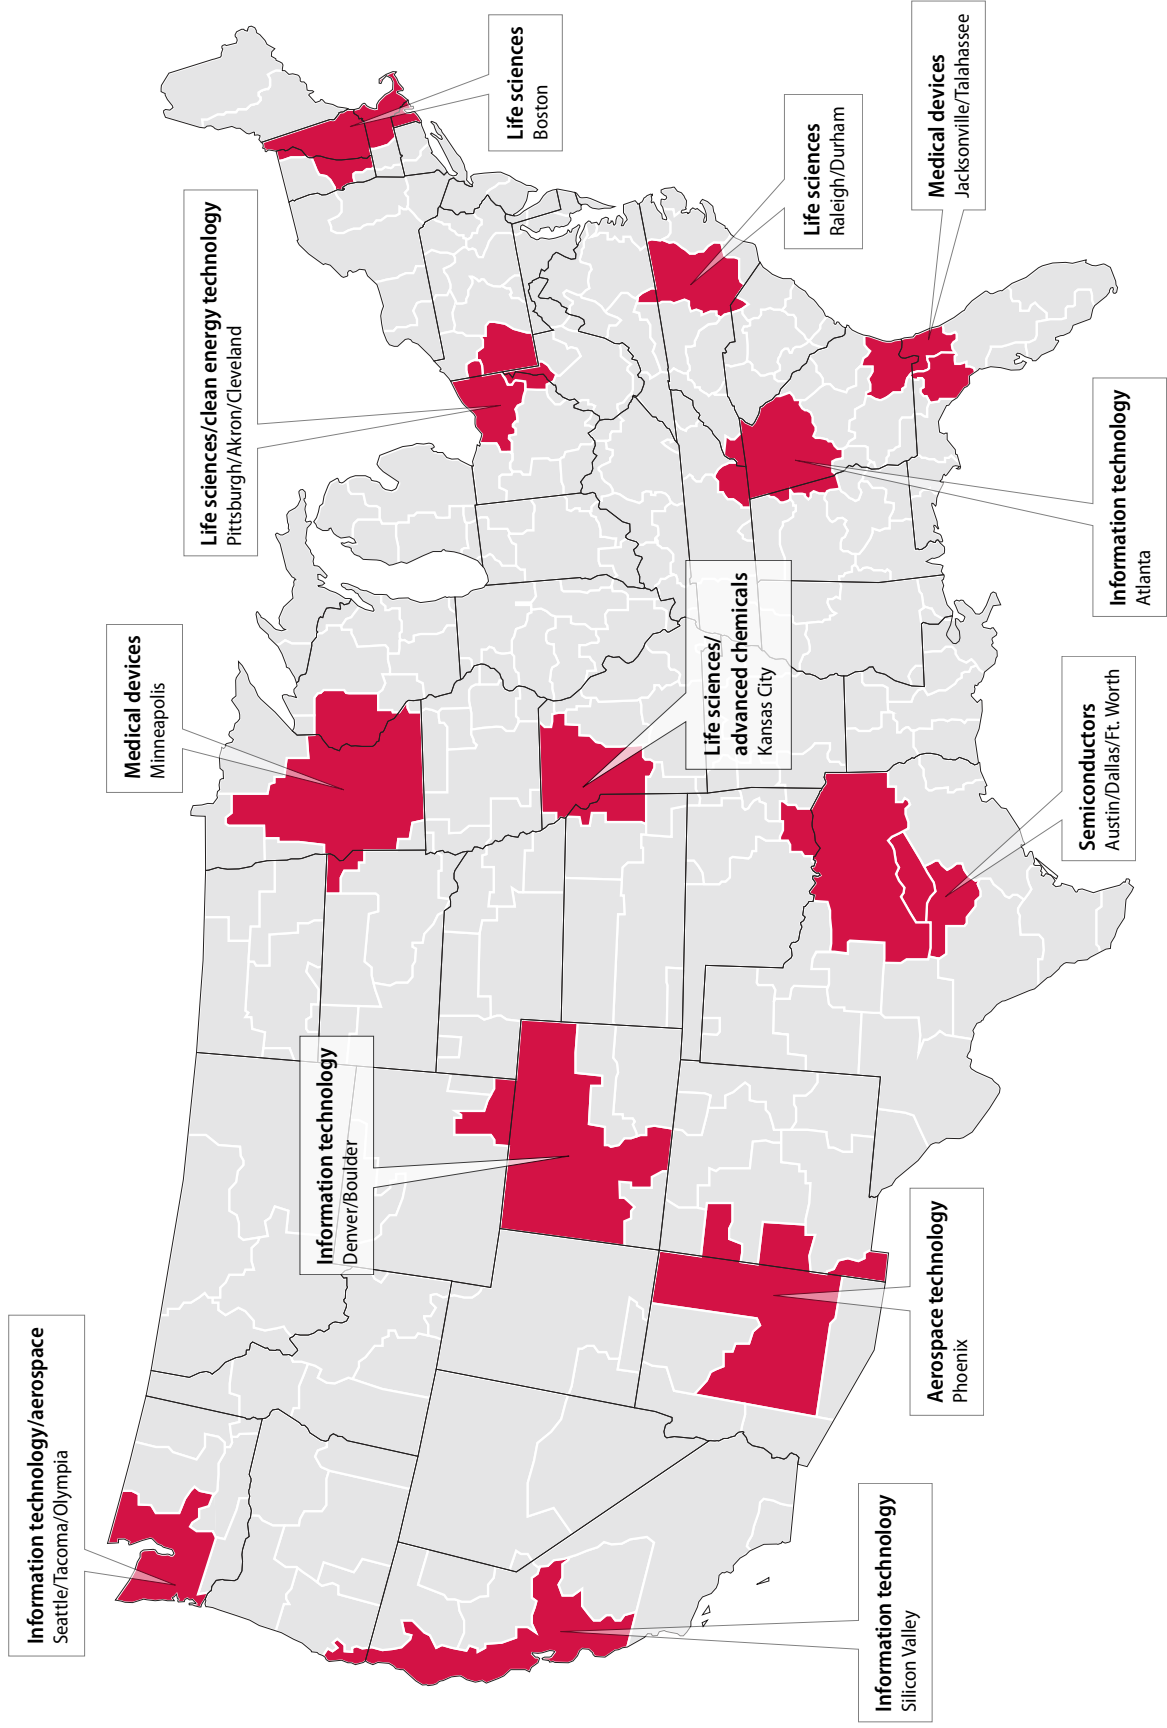 Information technology/aerospace
Seattle/Tacoma/Olympia
Medical devices
Minneapolis
Life sciences/clean energy technology
Pittsburgh/Akron/Cleveland
Life sciences
Boston
Information technology
Denver/Boulder
Life sciences/
advanced chemicals
Kansas City
Life sciences
Raleigh/Durham
Information technology
Silicon Valley
Aerospace technology
Phoenix
Semiconductors
Austin/Dallas/Ft. Worth
Information technology
Atlanta
Medical devices
Jacksonville/Talahassee